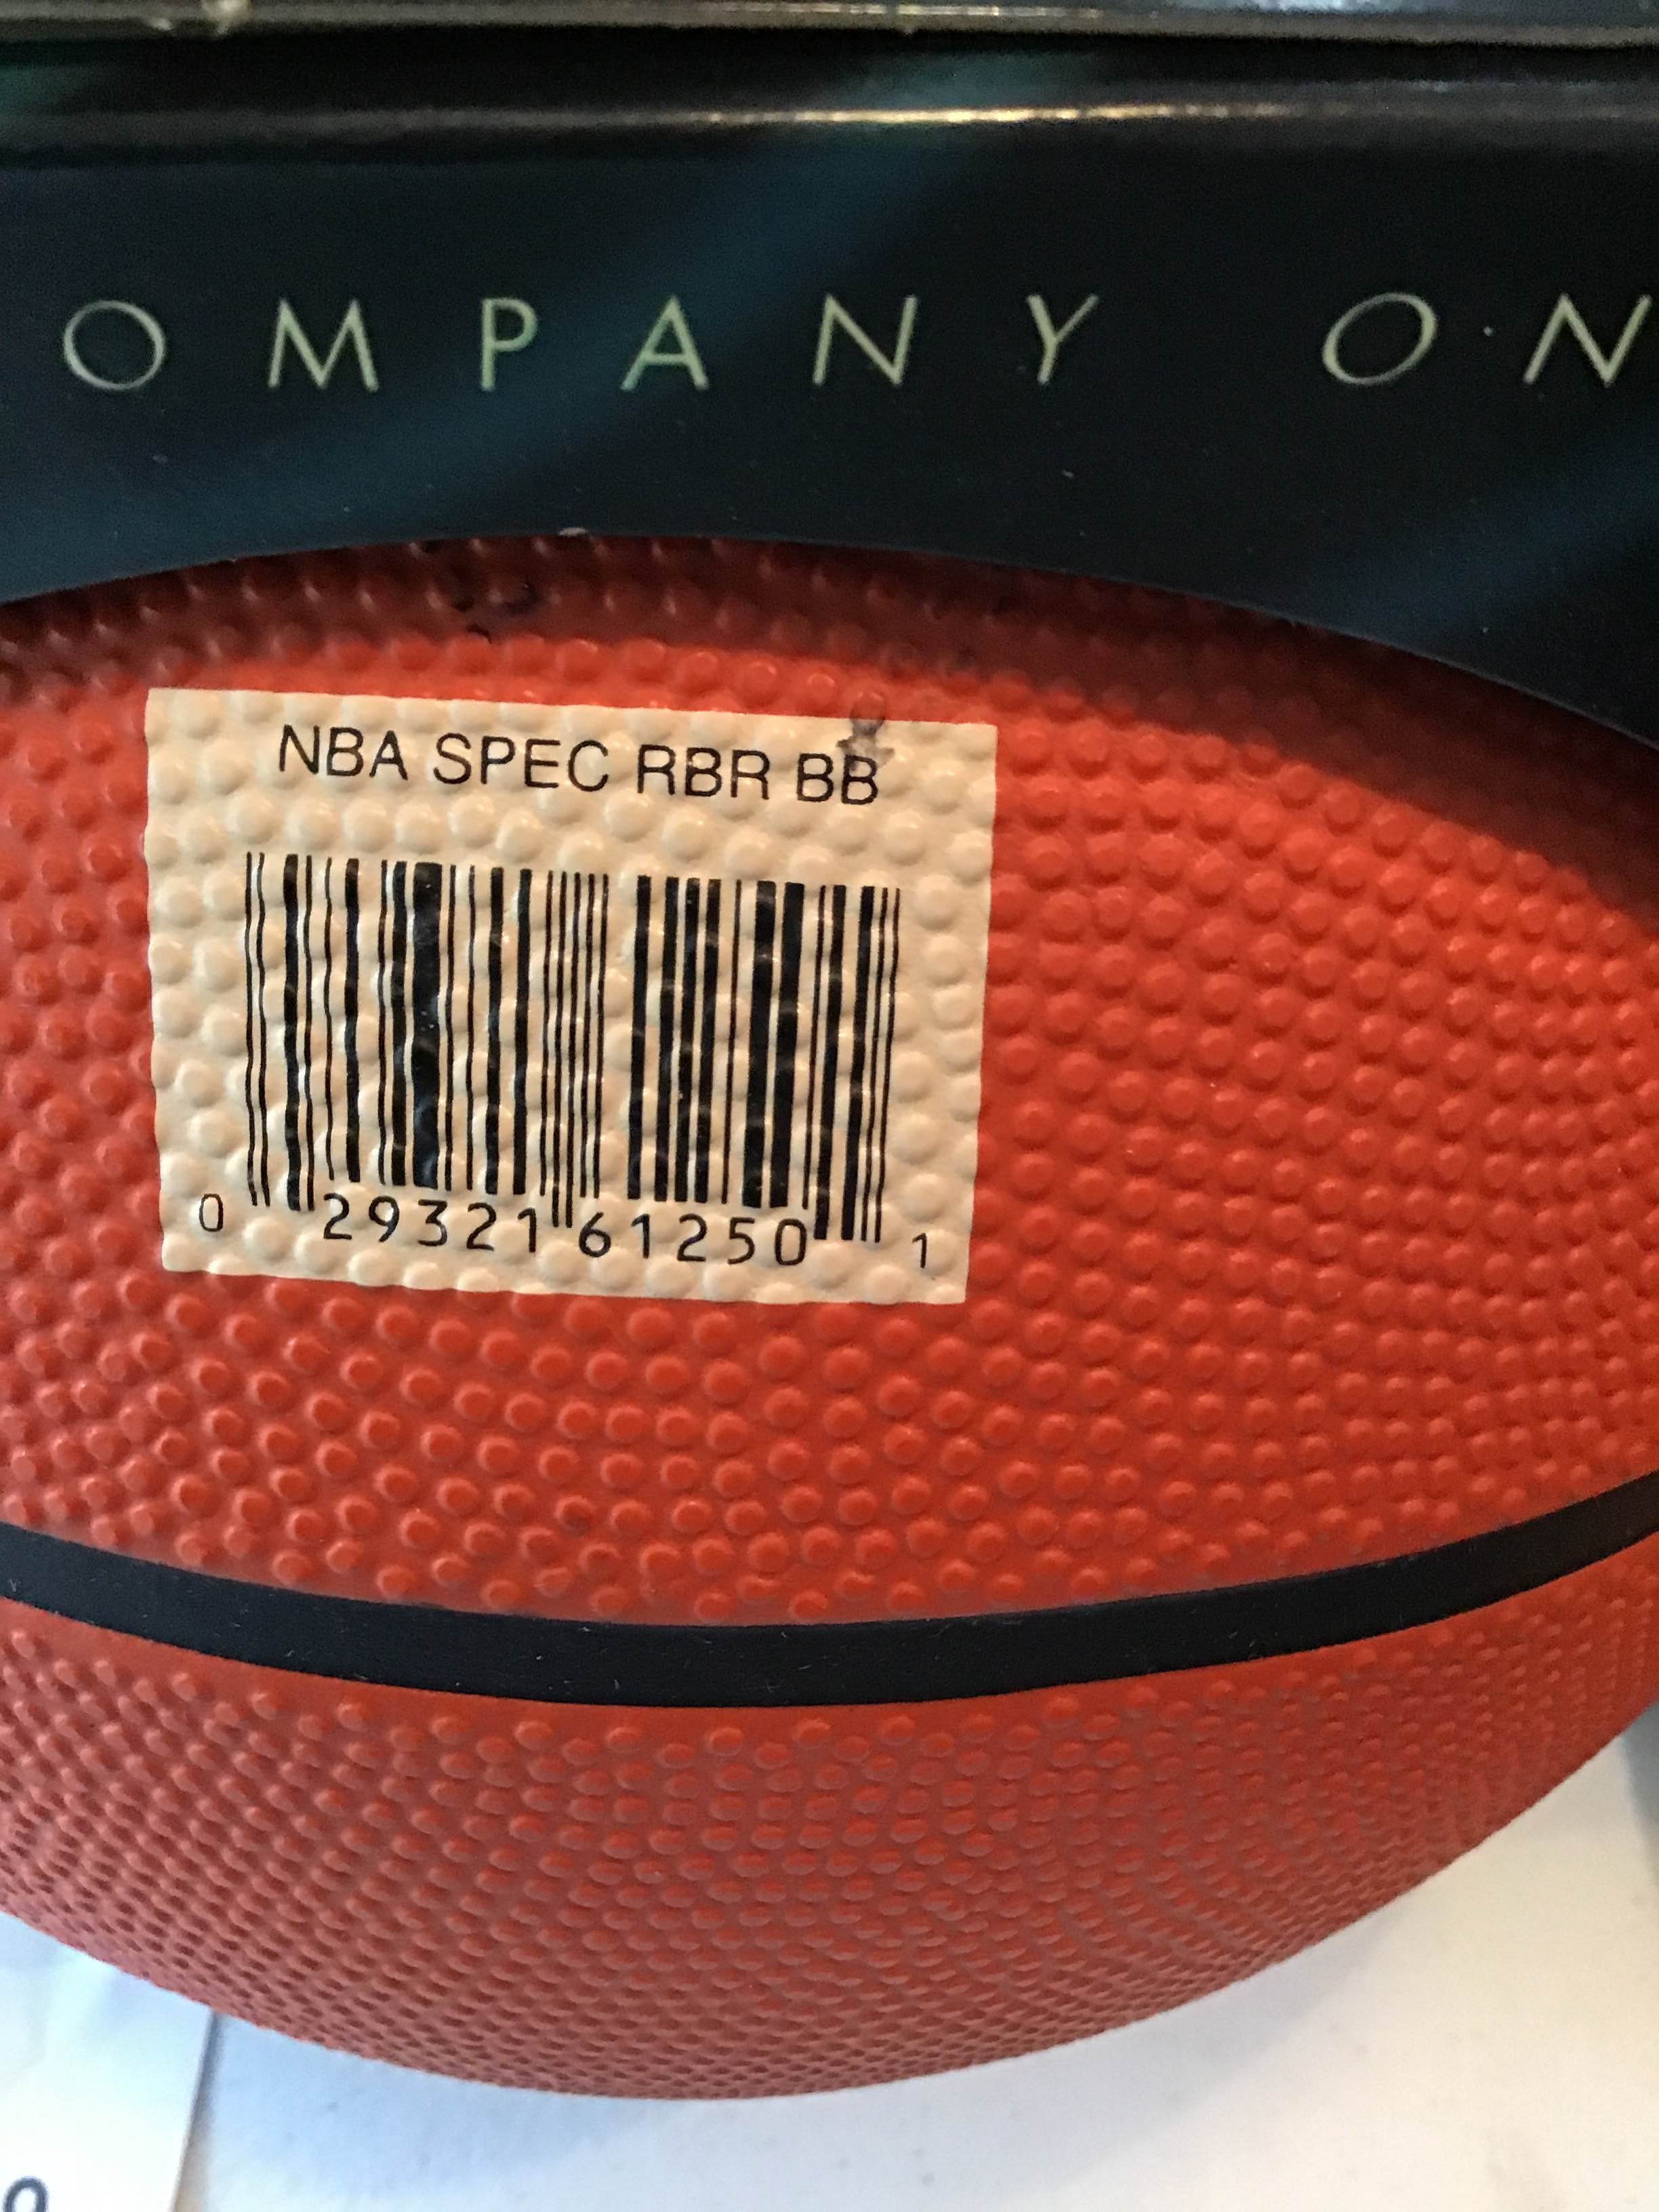 OMPANY ON
NBA SPEC RBR BB
0 29321 61250 1